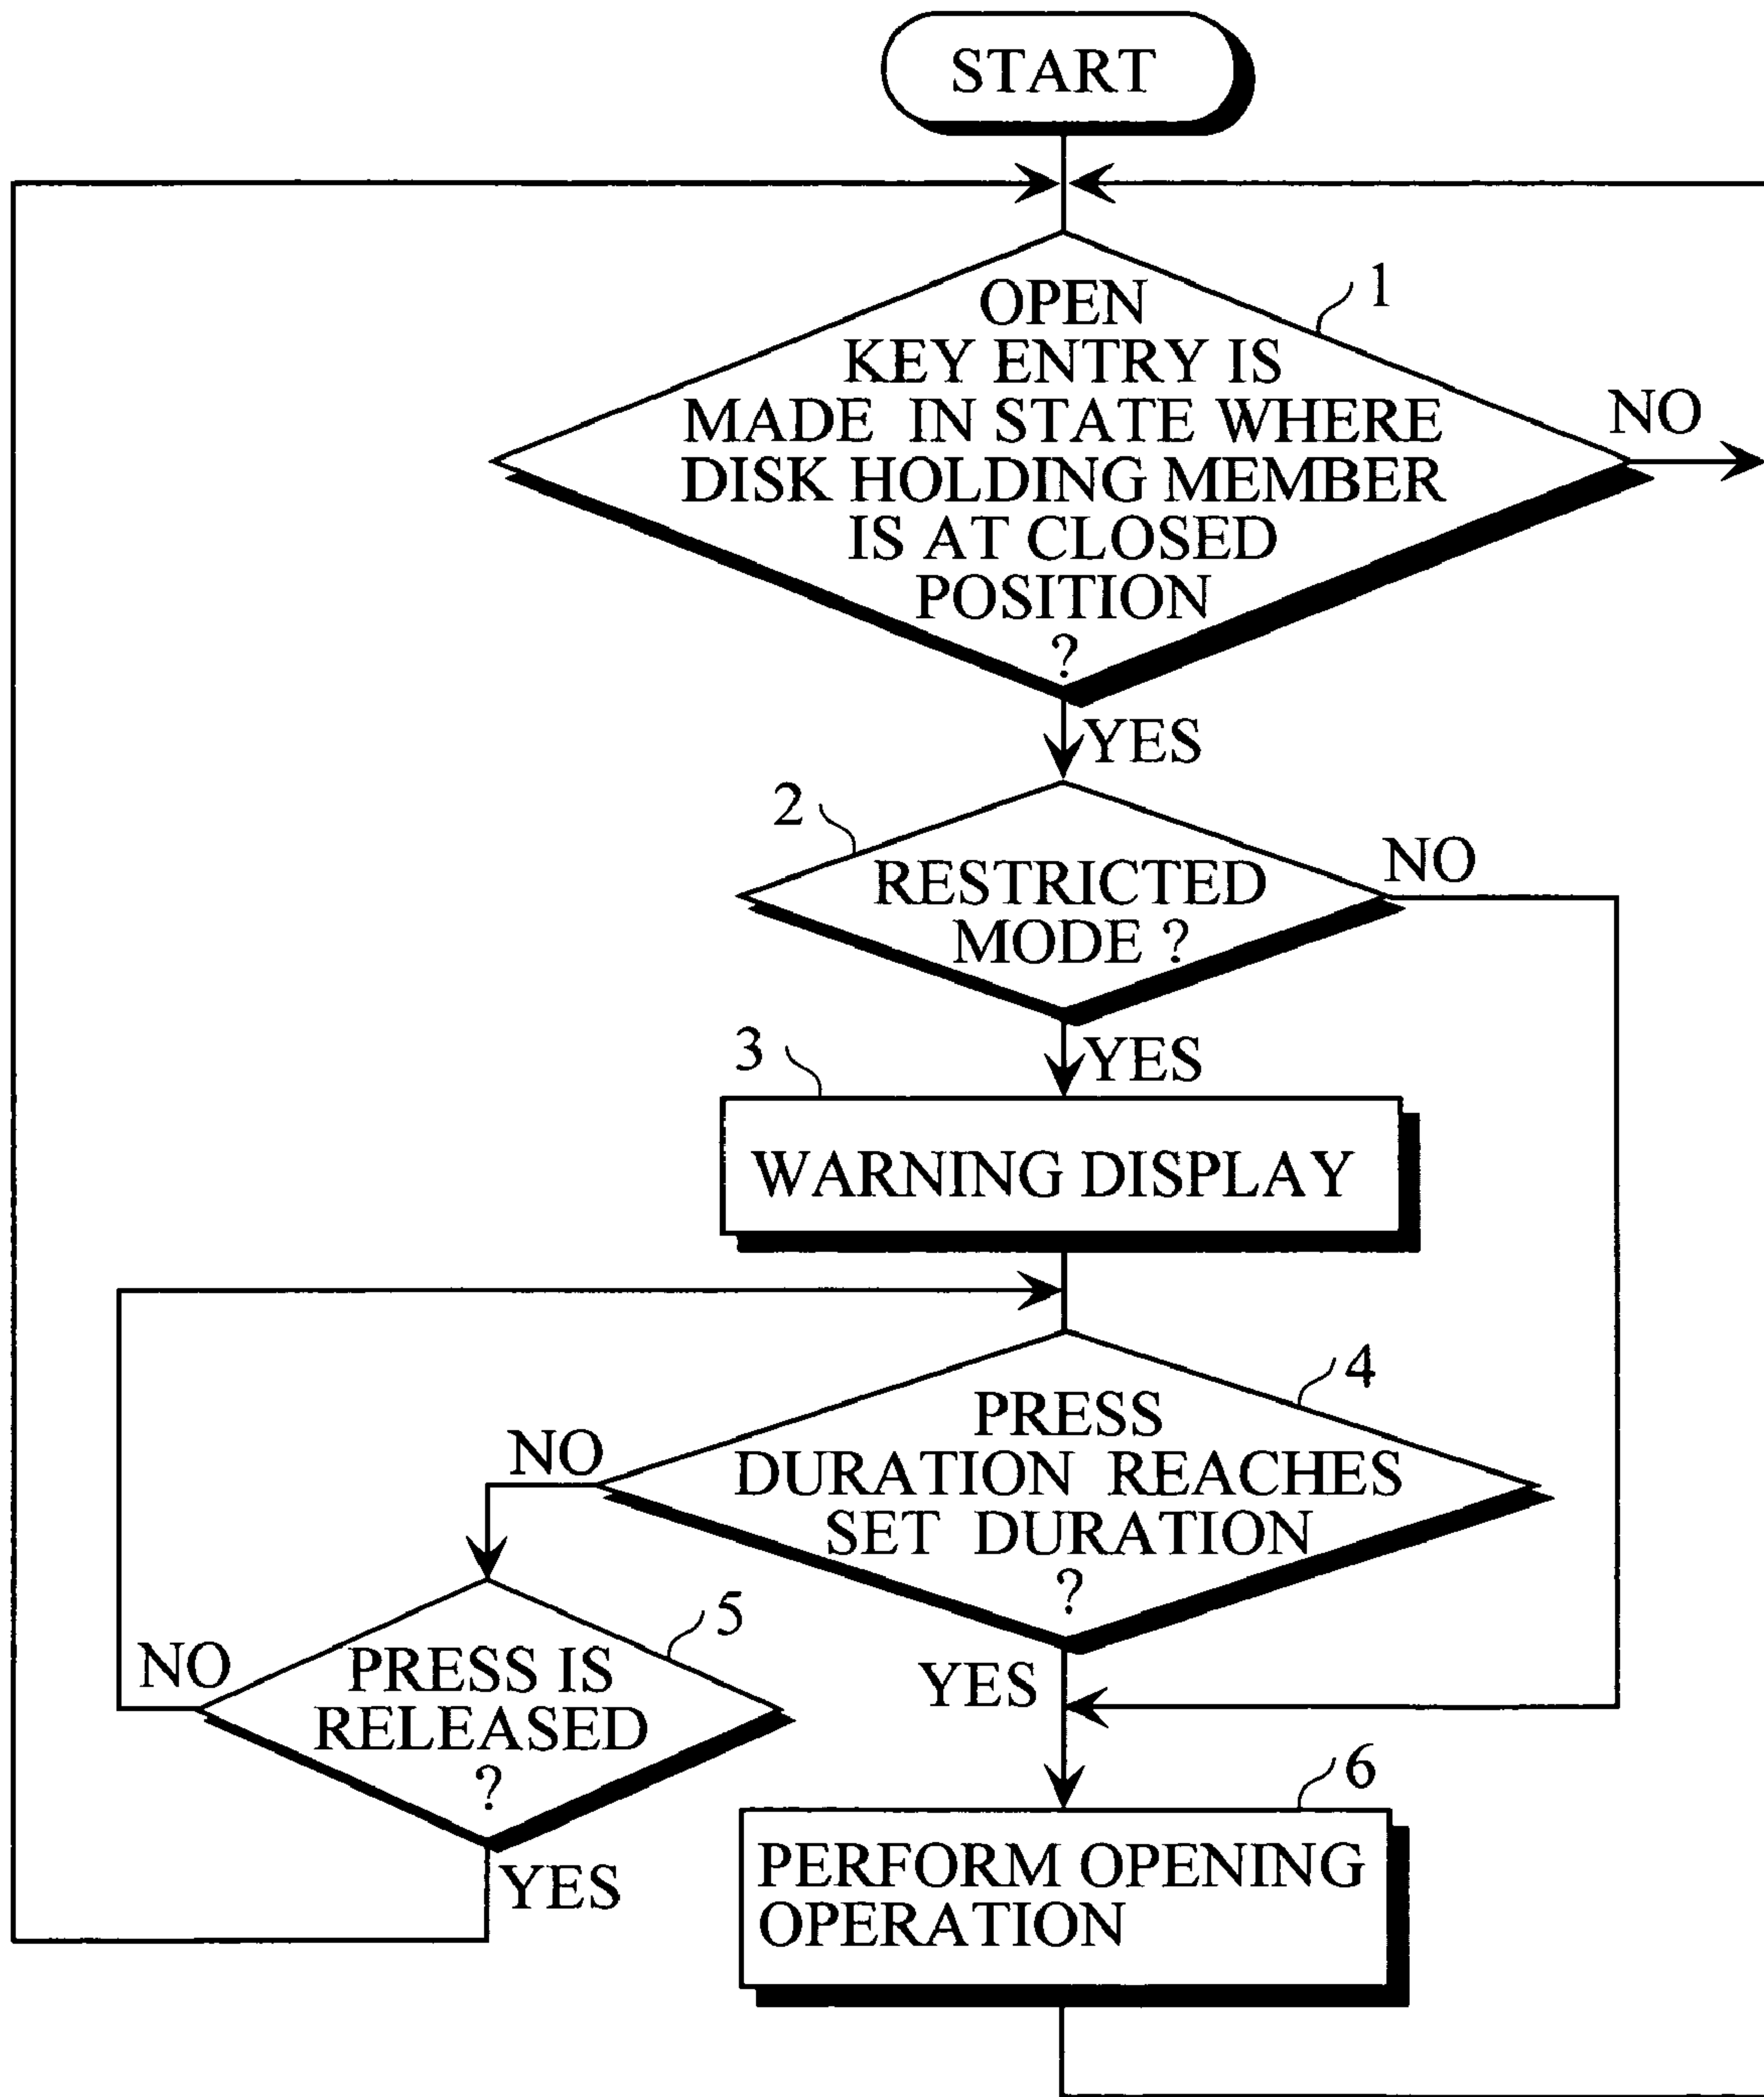 START
1
OPEN
KEY ENTRY IS
MADE IN STATE WHERE
DISK HOLDING MEMBER
IS AT CLOSED
POSITION
?
NO
YES
2
RESTRICTED
MODE ?
NO
YES
3
WARNING DISPLAY
4
PRESS
DURATION REACHES
SET DURATION
?
NO
YES
5
PRESS IS
RELEASED
?
NO
YES
6
PERFORM OPENING
OPERATION